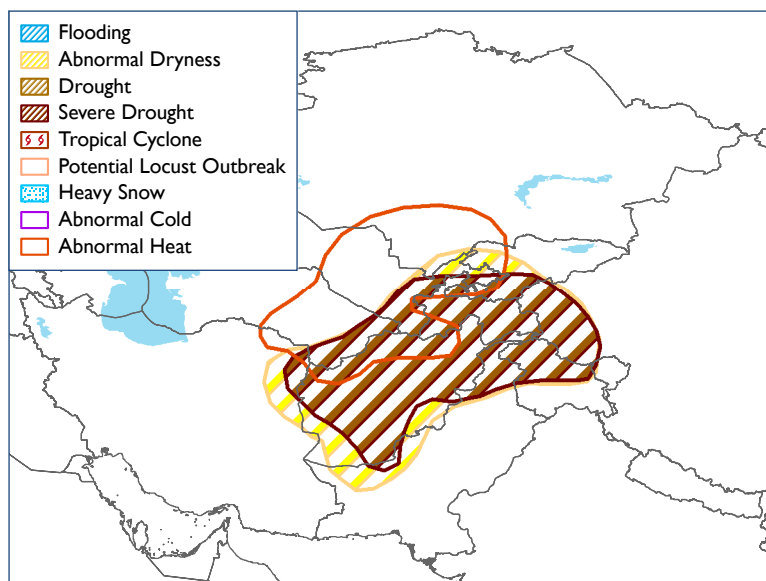 Flooding
Abnormal Dryness
Drought
Severe Drought
Tropical Cyclone
Potential Locust Outbreak
Heavy Snow
Abnormal Cold
Abnormal Heat